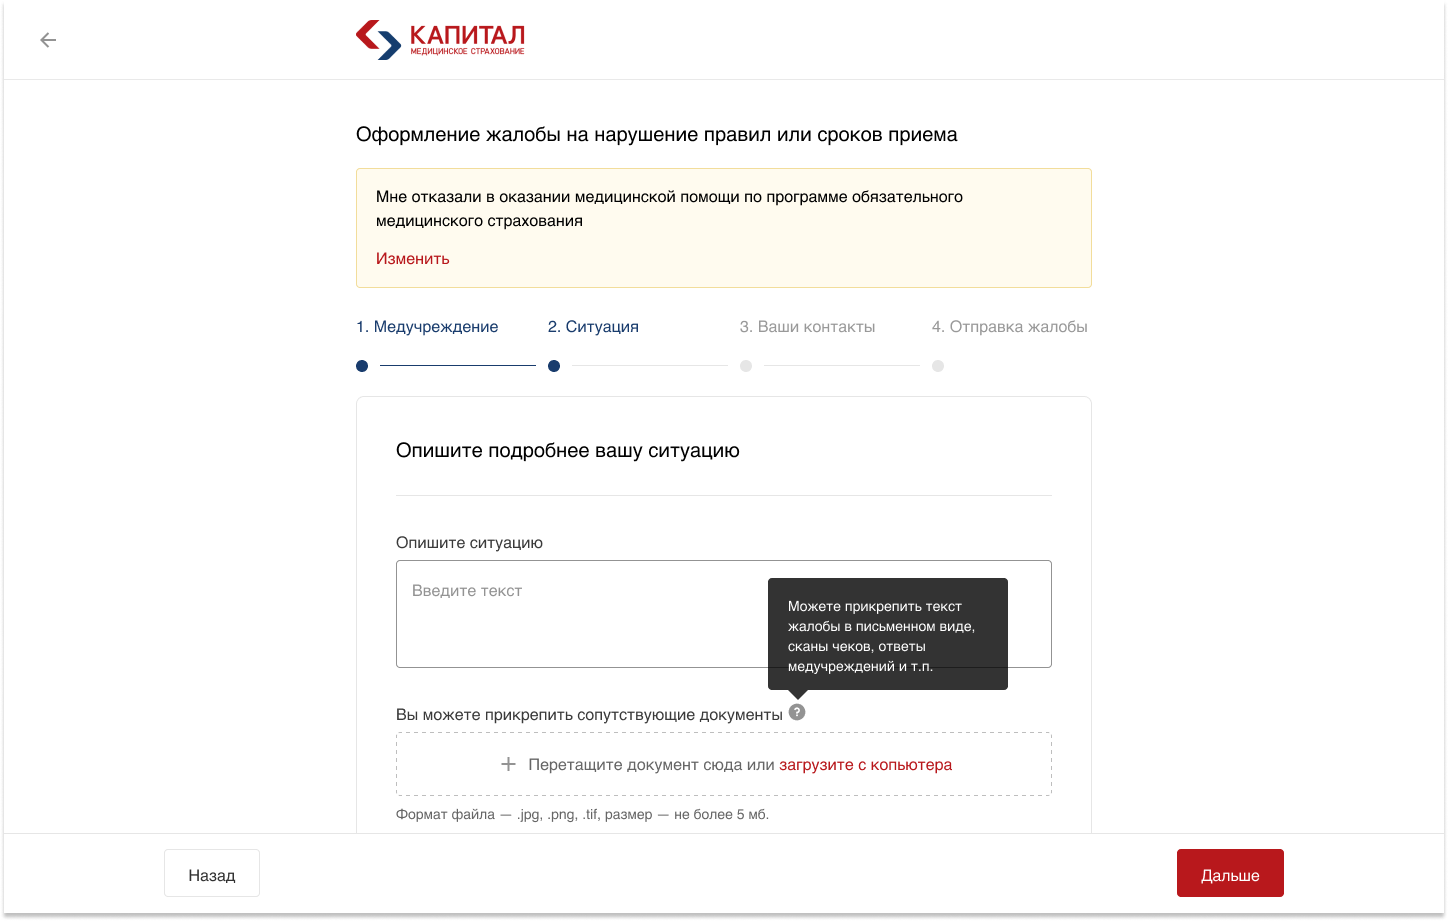 КАПИТАЛ
МЕДИЦИНСКОЕ СТРАХОВАНИЕ
Оформление жалобы на нарушение правил или сроков приема
Мне отказали в оказании медицинской помощи по программе обязательного
медицинского страхования
Изменить
1. Медучреждение
2. Ситуация
3. Ваши контакты
4. Отправка жалобы
Опишите подробнее вашу ситуацию
Опишите ситуацию
Введите текст
Можете прикрепить текст
жалобы в письменном виде,
сканы чеков, ответы
медучреждений и т.п.
Вы можете прикрепить сопутствующие документы ?
+ Перетащите документ сюда или загрузите с копьютера
Формат файла — .jpg, .png, .tif, размер — не более 5 мб.
Назад
Дальше